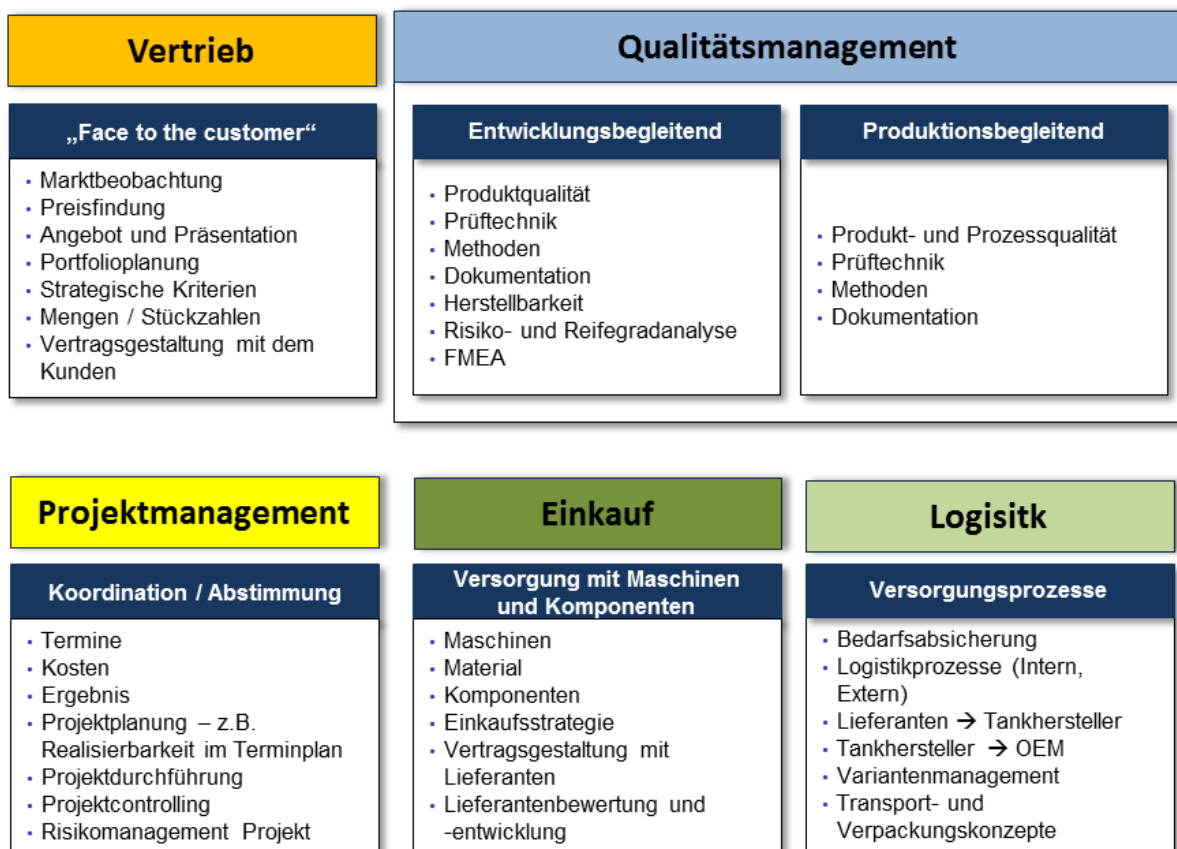 Vertrieb
„Face to the customer“
• Marktbeobachtung
• Preisfindung
• Angebot und Präsentation
• Portfolioplanung
• Strategische Kriterien
• Mengen / Stückzahlen
• Vertragsgestaltung mit dem
Kunden
Qualitätsmanagement
Entwicklungsbegleitend
• Produktqualität
• Prüftechnik
• Methoden
• Dokumentation
• Herstellbarkeit
• Risiko- und Reifegradanalyse
• FMEA
Produktionsbegleitend
• Produkt- und Prozessqualität
• Prüftechnik
• Methoden
• Dokumentation
Projektmanagement
Koordination / Abstimmung
• Termine
• Kosten
• Ergebnis
• Projektplanung – z.B.
Realisierbarkeit im Terminplan
• Projektdurchführung
• Projektcontrolling
• Risikomanagement Projekt
Einkauf
Versorgung mit Maschinen
und Komponenten
• Maschinen
• Material
• Komponenten
• Einkaufsstrategie
• Vertragsgestaltung mit
Lieferanten
• Lieferantenbewertung und
-entwicklung
Logisitk
Versorgungsprozesse
• Bedarfsabsicherung
• Logistikprozesse (Intern,
Extern)
• Lieferanten → Tankhersteller
• Tankhersteller → OEM
• Variantenmanagement
• Transport- und
Verpackungskonzepte